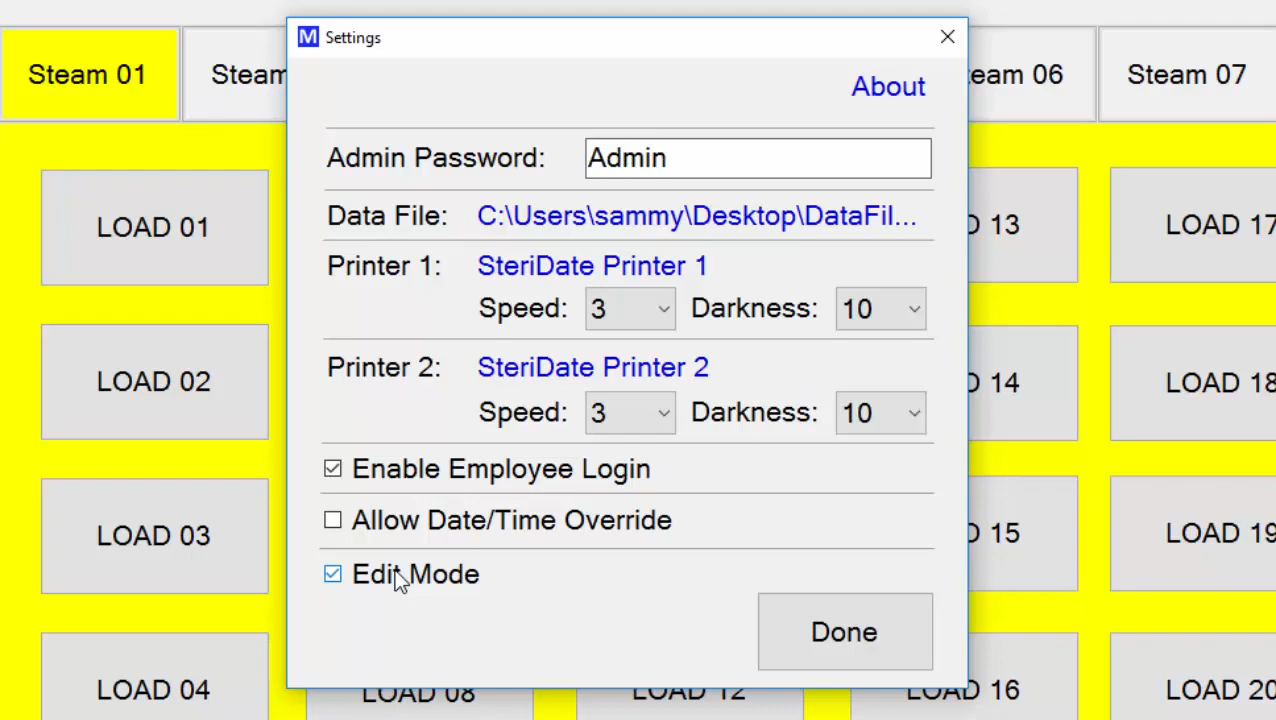 M Settings
About
Steam 01
Steam
eam 06
Steam 07
Admin Password: Admin
Data File: C:\Users\sammy\Desktop\DataFil...
Printer 1: SteriDate Printer 1
Speed: 3 Darkness: 10
Printer 2: SteriDate Printer 2
Speed: 3 Darkness: 10
Enable Employee Login
Allow Date/Time Override
Edit Mode
Done
LOAD 01
LOAD 02
LOAD 03
LOAD 04
LOAD 08
LOAD 12
D 13
D 14
D 15
LOAD 16
LOAD 17
LOAD 18
LOAD 19
LOAD 20